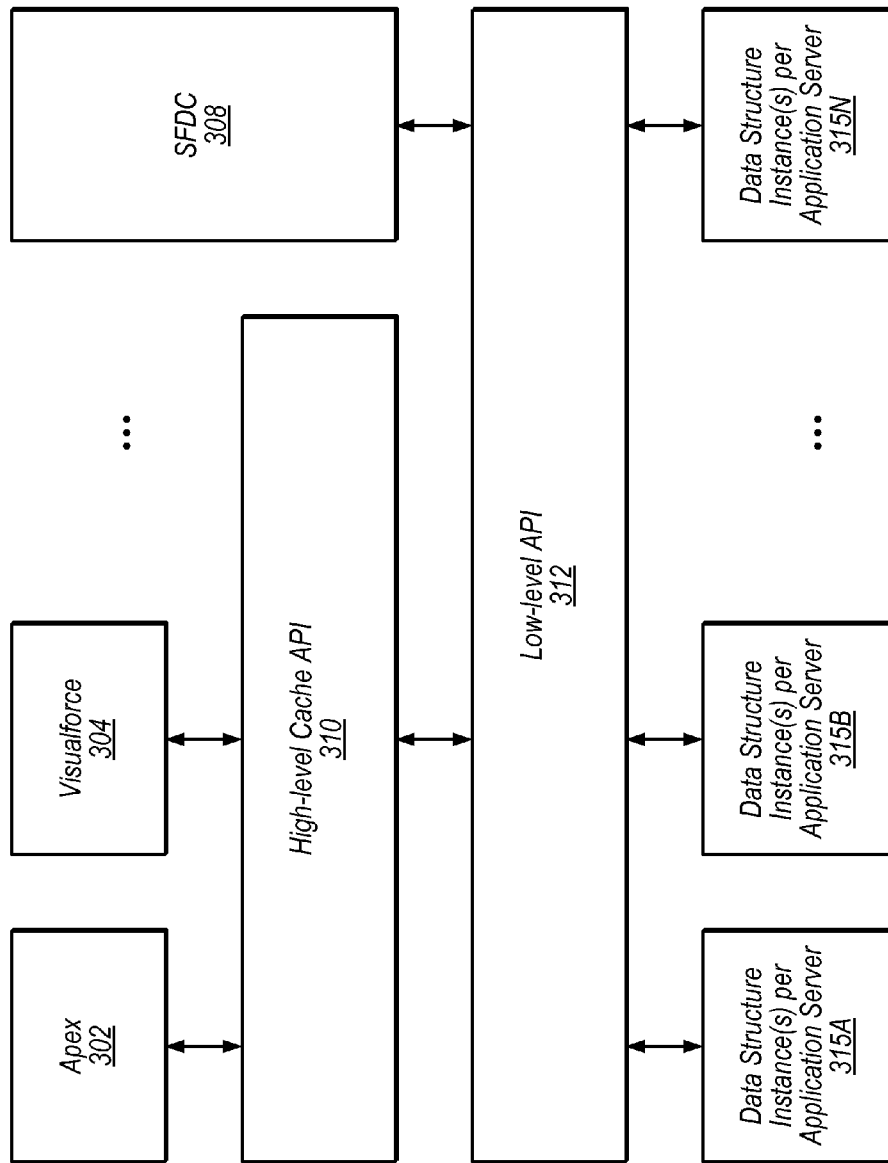 Apex
302
Visualforce
304
...
SFDC
308
High-level Cache API
310
Low-level API
312
Data Structure
Instance(s) per
Application Server
315A
Data Structure
Instance(s) per
Application Server
315B
...
Data Structure
Instance(s) per
Application Server
315N